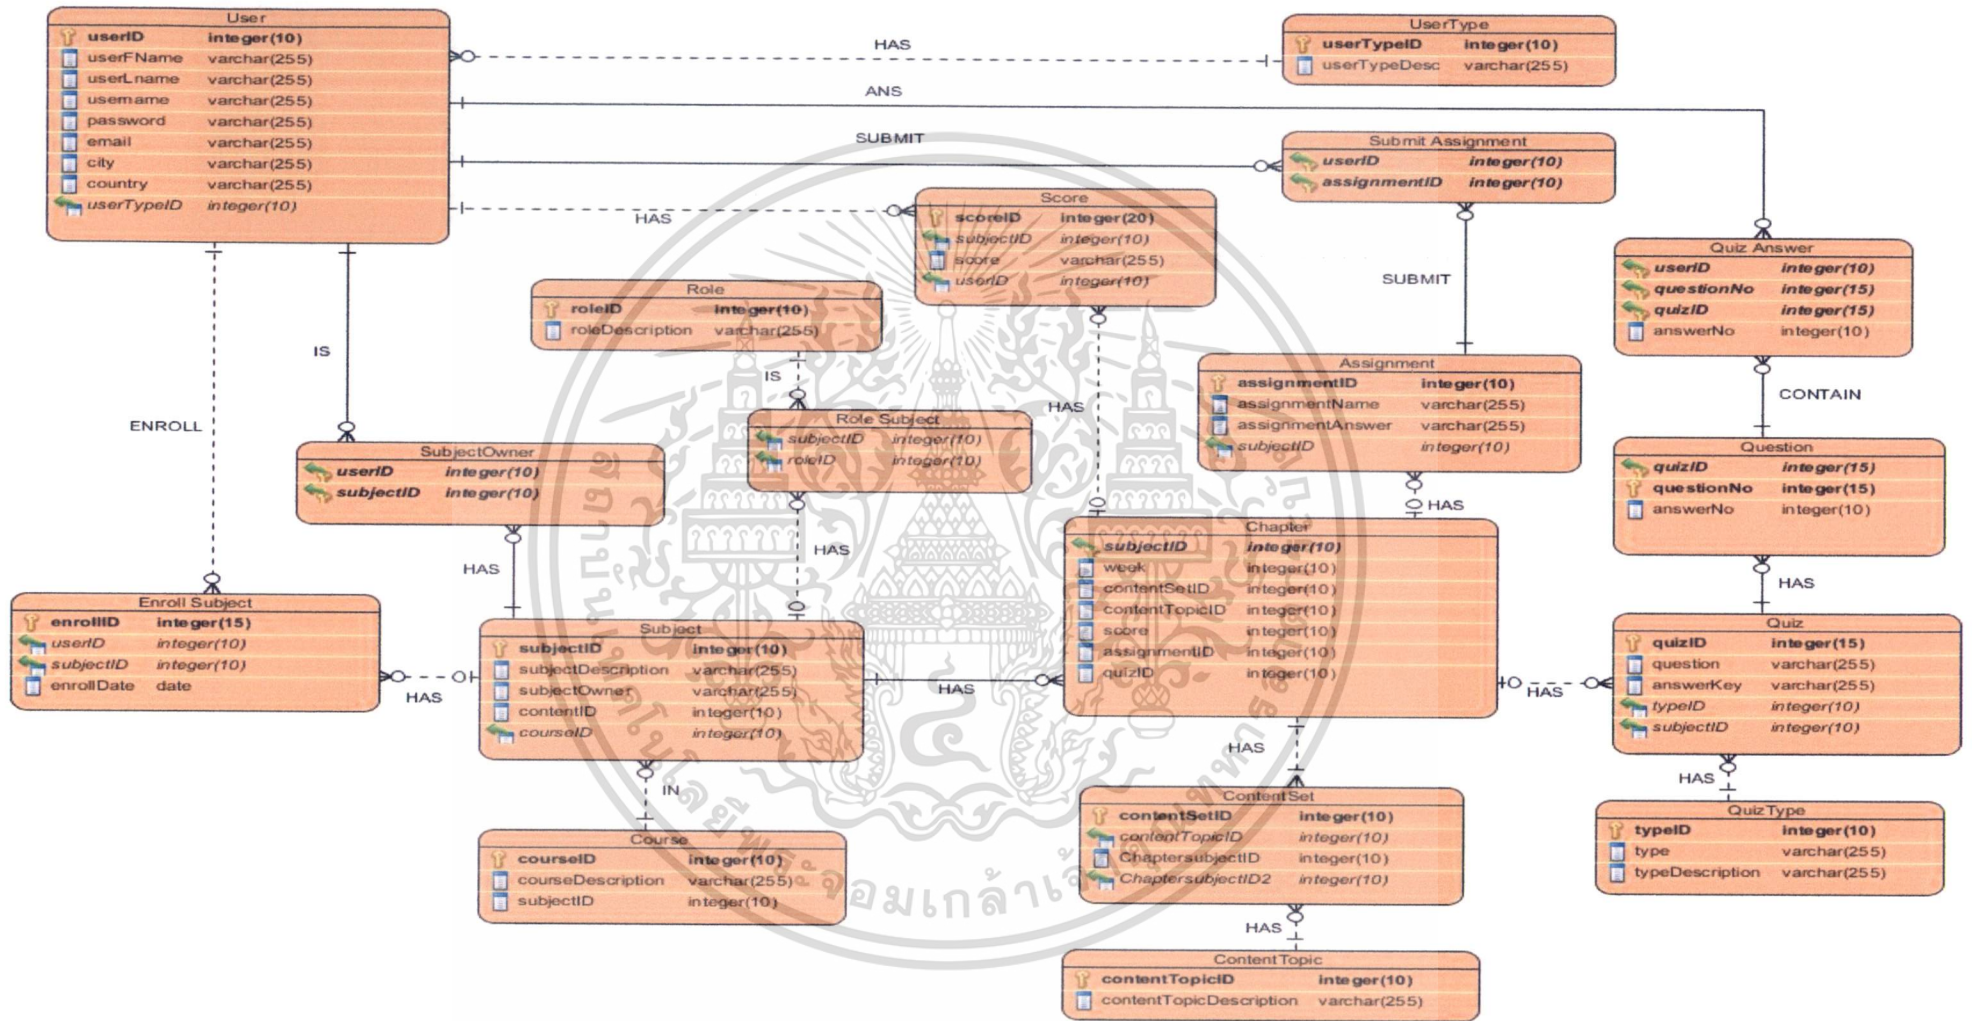 User
userID integer(10)
userFName varchar(255)
userLname varchar(255)
username varchar(255)
password varchar(255)
email varchar(255)
city varchar(255)
country varchar(255)
userTypeID integer(10)
HAS
UserType
userTypeID integer(10)
userTypeDesc varchar(255)
ANS
SUBMIT
Submit Assignment
userID integer(10)
assignmentID integer(10)
HAS
Score
scoreID integer(20)
subjectID integer(10)
score varchar(255)
userID integer(10)
SUBMIT
Quiz Answer
userID integer(10)
questionNo integer(15)
quizID integer(15)
answerNo integer(10)
Role
roleID integer(10)
roleDescription varchar(255)
IS
IS
HAS
Assignment
assignmentID integer(10)
assignmentName varchar(255)
assignmentAnswer varchar(255)
subjectID integer(10)
CONTAIN
ENROLL
Role Subject
subjectID integer(10)
roleID integer(10)
SubjectOwner
userID integer(10)
subjectID integer(10)
Question
quizID integer(15)
questionNo integer(15)
answerNo integer(10)
HAS
HAS
HAS
HAS
Chapter
subjectID integer(10)
week integer(10)
contentSetID integer(10)
contentTopicID integer(10)
score integer(10)
assignmentID integer(10)
quizID integer(10)
Enroll Subject
enrollID integer(15)
userID integer(10)
subjectID integer(10)
enrollDate date
HAS
Subject
subjectID integer(10)
subjectDescription varchar(255)
subjectOwner varchar(255)
contentID integer(10)
courseID integer(10)
HAS
HAS
Quiz
quizID integer(15)
question varchar(255)
answerKey varchar(255)
typeID integer(10)
subjectID integer(10)
HAS
HAS
IN
ContentSet
contentSetID integer(10)
contentTopicID integer(10)
ChaptersubjectID integer(10)
ChaptersubjectID2 integer(10)
QuizType
typeID integer(10)
type varchar(255)
typeDescription varchar(255)
Course
courseID integer(10)
courseDescription varchar(255)
subjectID integer(10)
HAS
ContentTopic
contentTopicID integer(10)
contentTopicDescription varchar(255)